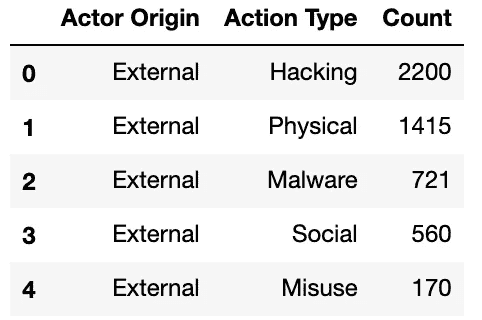 Actor Origin Action Type Count
0 External Hacking 2200
1 External Physical 1415
2 External Malware 721
3 External Social 560
4 External Misuse 170